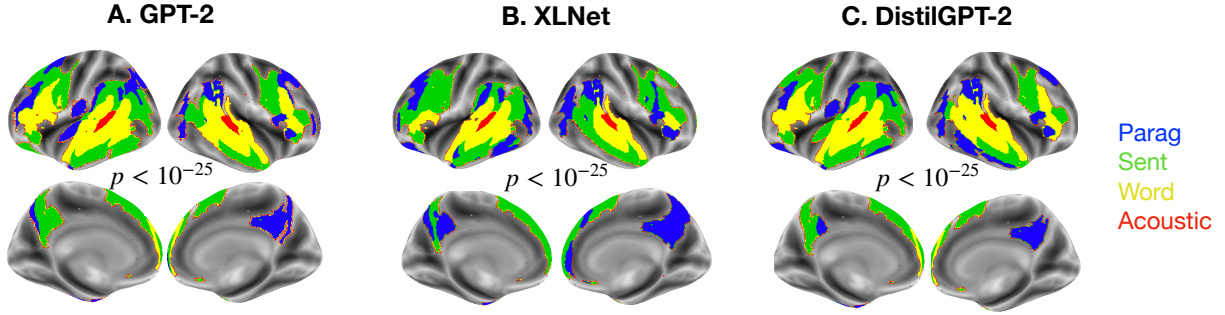 A. GPT-2
B. XLNet
C. DistilGPT-2
p < 10⁻²⁵
p < 10⁻²⁵
p < 10⁻²⁵
Parag
Sent
Word
Acoustic